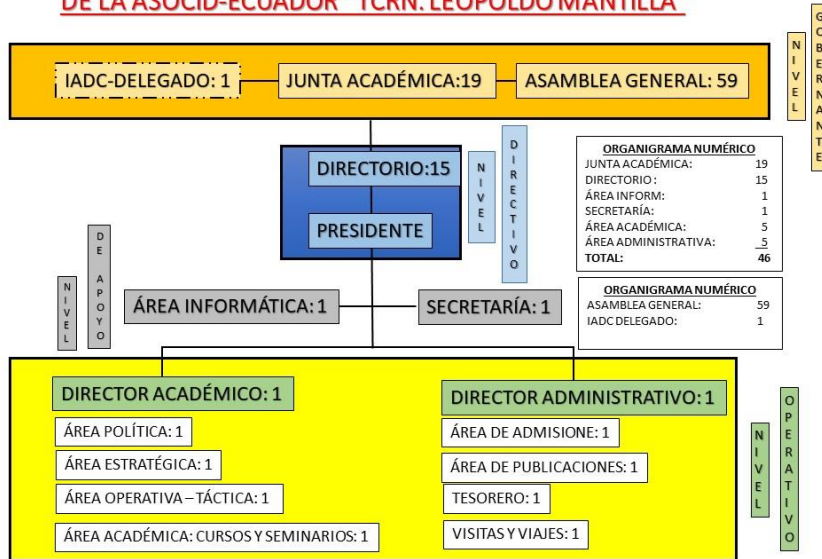 DE LA ASOCID-ECUADOR "TCRN. LEOPOLDO MANTILLA"
IADC-DELEGADO: 1
JUNTA ACADÉMICA:19
ASAMBLEA GENERAL: 59
NIVEL
GOBERNANTE
DIRECTORIO:15
PRESIDENTE
NIVEL
DIRECTIVO
ORGANIGRAMA NUMÉRICO
JUNTA ACADÉMICA: 19
DIRECTORIO : 15
ÁREA INFORM: 1
SECRETARÍA: 1
ÁREA ACADÉMICA: 5
ÁREA ADMINISTRATIVA: 5
TOTAL: 46
ORGANIGRAMA NUMÉRICO
ASAMBLEA GENERAL: 59
IADC DELEGADO: 1
NIVEL
DE APOYO
ÁREA INFORMÁTICA: 1
SECRETARÍA: 1
DIRECTOR ACADÉMICO: 1
ÁREA POLÍTICA: 1
ÁREA ESTRATÉGICA: 1
ÁREA OPERATIVA – TÁCTICA: 1
ÁREA ACADÉMICA: CURSOS Y SEMINARIOS: 1
DIRECTOR ADMINISTRATIVO: 1
ÁREA DE ADMISIONE: 1
ÁREA DE PUBLICACIONES: 1
TESORERO: 1
VISITAS Y VIAJES: 1
NIVEL
OPERATIVO